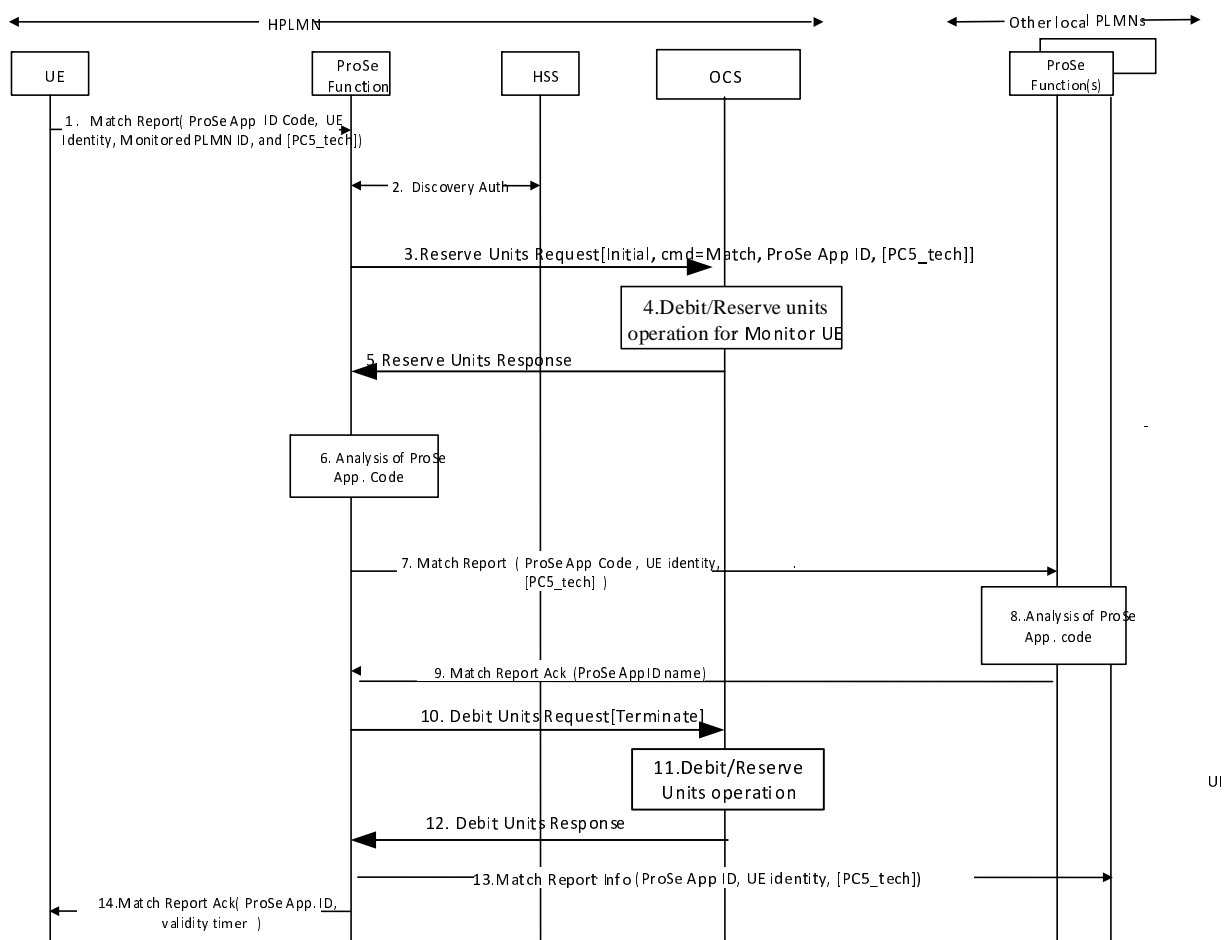 HPLMN
Other local PLMNs
UE
ProSe
Function
HSS
OCS
ProSe
Function(s)
1. Match Report( ProSe App ID Code, UE
Identity, Monitored PLMN ID, and [PC5_tech])
2. Discovery Auth
3.Reserve Units Request[Initial, cmd=Match, ProSe App ID, [PC5_tech]]
4.Debit/Reserve units
operation for Monitor UE
5.Reserve Units Response
6. Analysis of ProSe
App. Code
7. Match Report ( ProSe App Code, UE identity,
[PC5_tech] )
8..Analysis of ProSe
App. code
9. Match Report Ack (ProSe App ID name)
10. Debit Units Request[Terminate]
11.Debit/Reserve
Units operation
12. Debit Units Response
13.Match Report Info (ProSe App ID, UE identity, [PC5_tech])
14.Match Report Ack( ProSe App. ID,
validity timer )